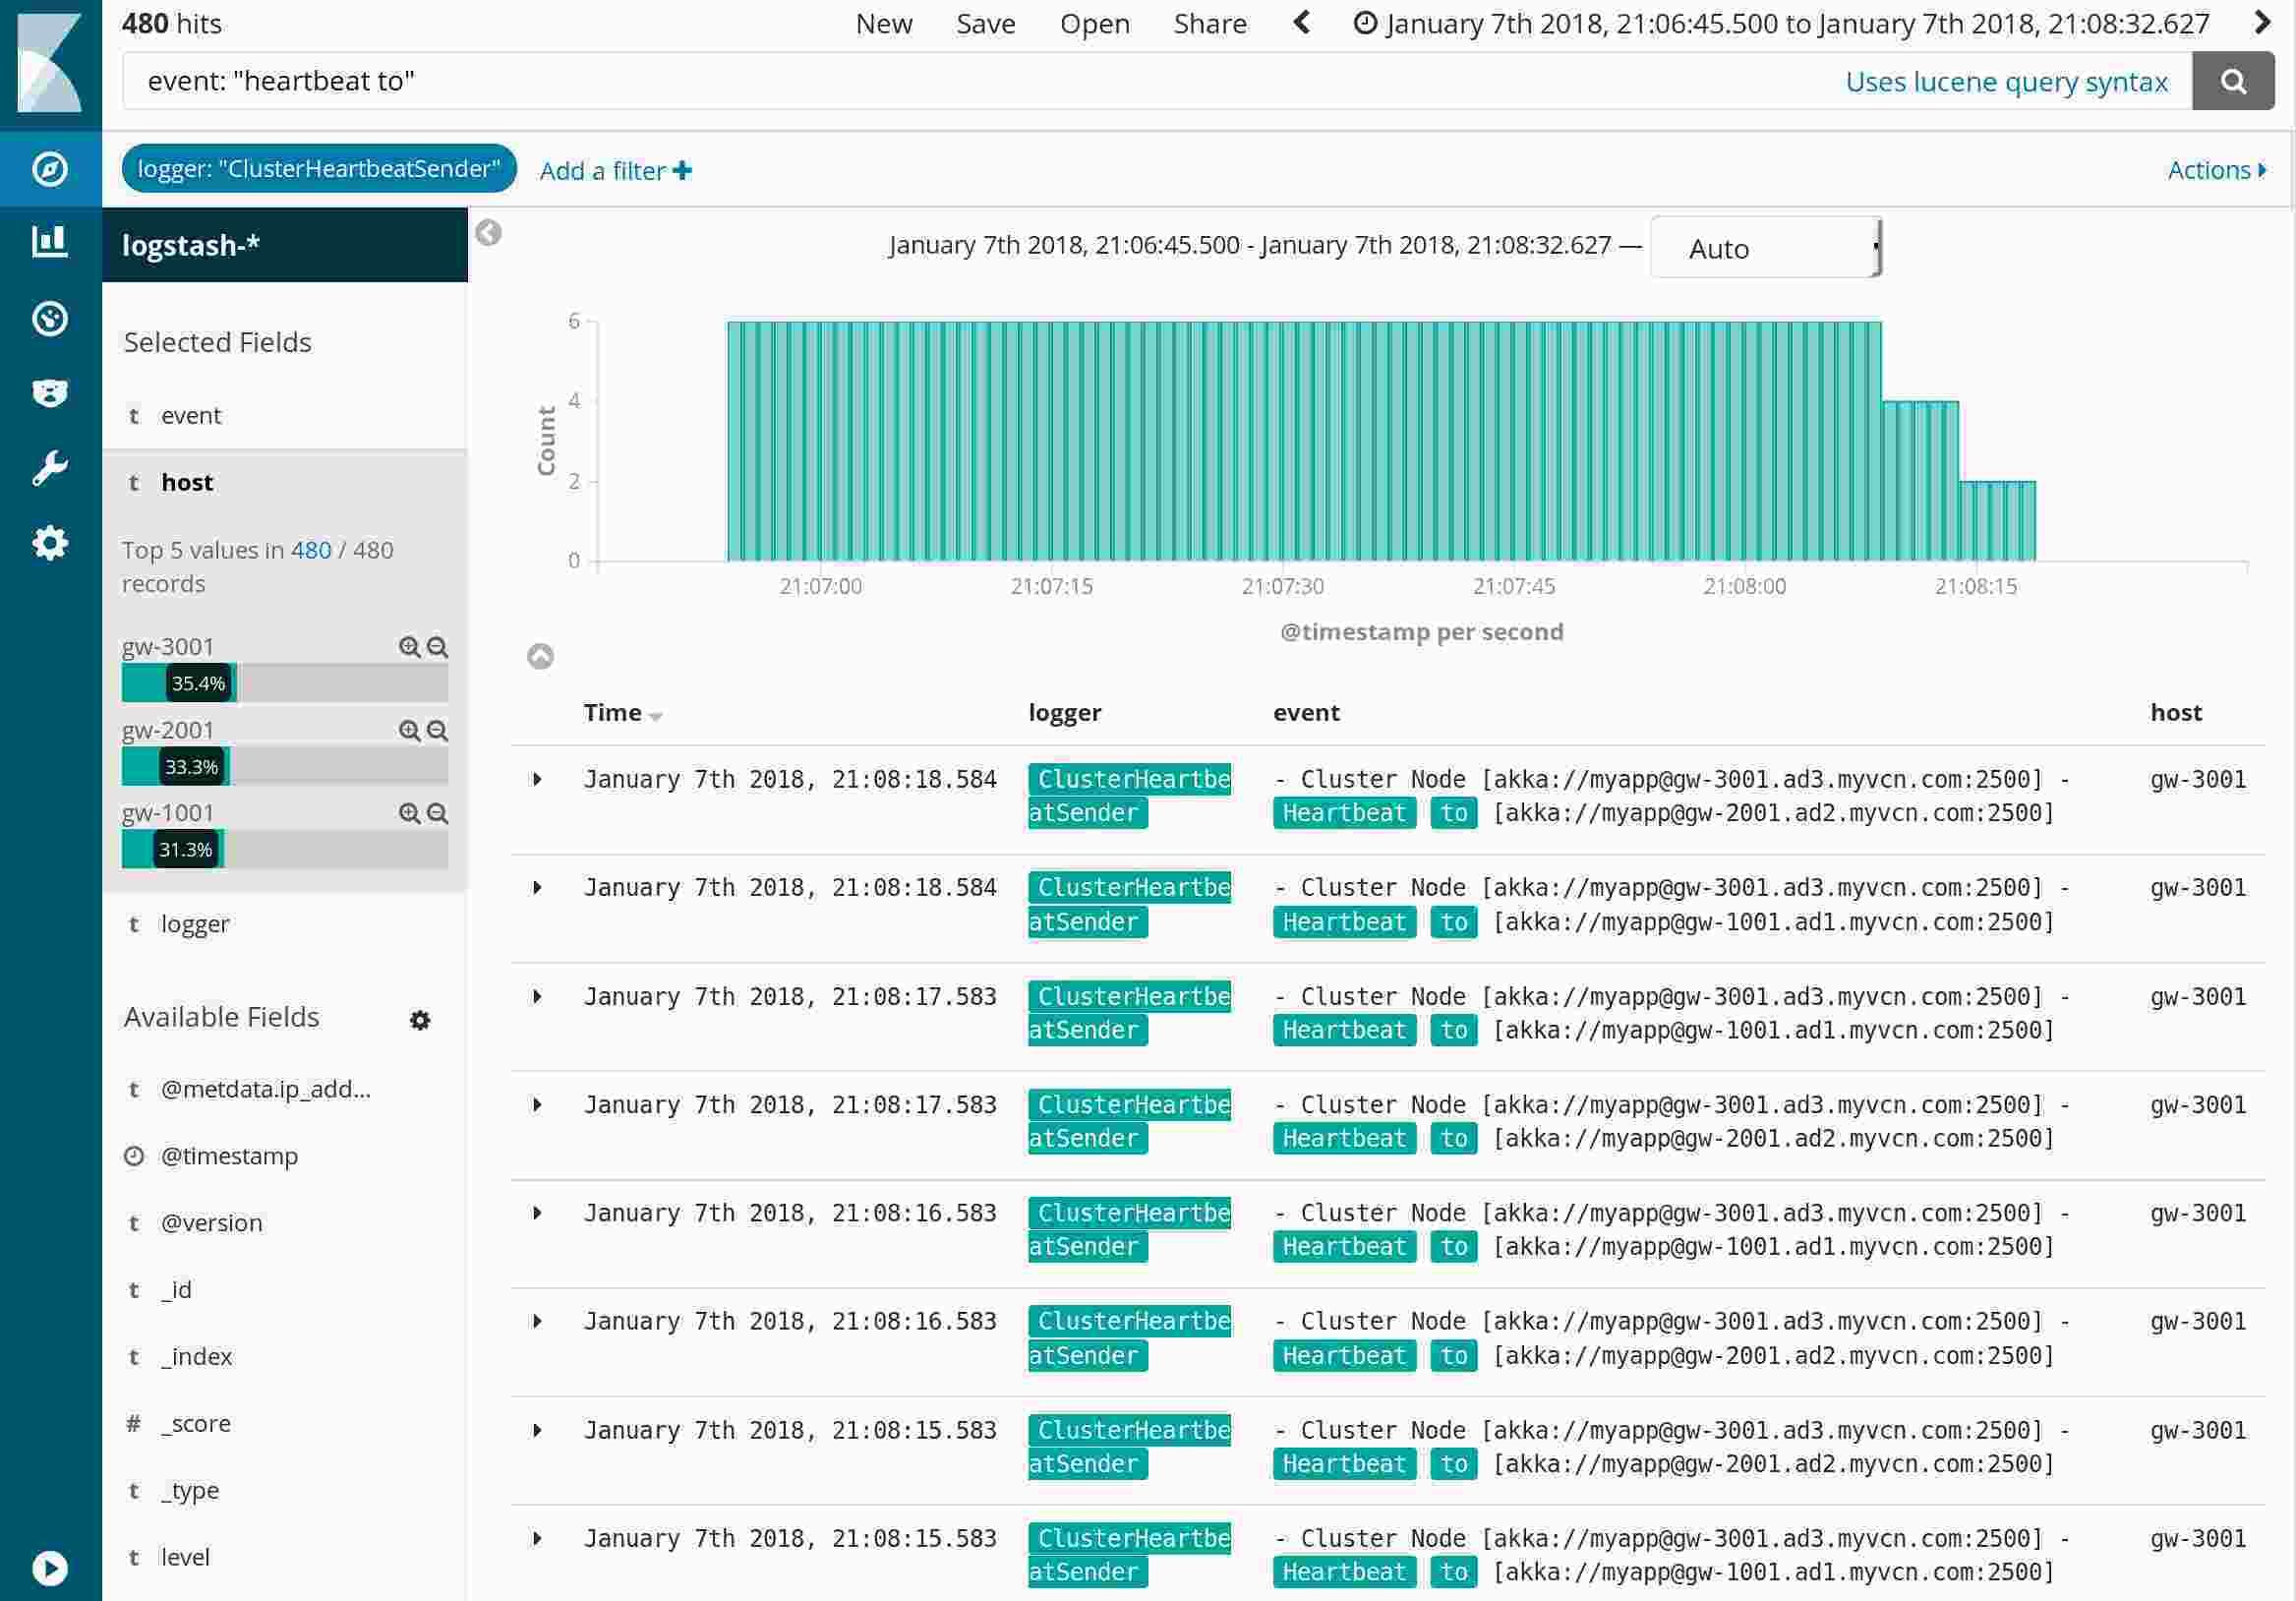 480 hits
New Save Open Share January 7th 2018, 21:06:45.500 to January 7th 2018, 21:08:32.627
event: "heartbeat to"
Uses lucene query syntax
logger: "ClusterHeartbeatSender"
Add a filter
Actions
logstash-*
Selected Fields
t event
t host
Top 5 values in 480 / 480
records
gw-3001
35.4%
gw-2001
33.3%
gw-1001
31.3%
t logger
Available Fields
t @metdata.ip_add...
@timestamp
t @version
t _id
t _index
# _score
t _type
t level
January 7th 2018, 21:06:45.500 - January 7th 2018, 21:08:32.627 —
Auto
Count
6
4
2
0
21:07:00 21:07:15 21:07:30 21:07:45 21:08:00 21:08:15
@timestamp per second
Time logger event host
January 7th 2018, 21:08:18.584 ClusterHeartbe - Cluster Node [akka://myapp@gw-3001.ad3.myvcn.com:2500] - gw-3001
atSender Heartbeat to [akka://myapp@gw-2001.ad2.myvcn.com:2500]
January 7th 2018, 21:08:18.584 ClusterHeartbe - Cluster Node [akka://myapp@gw-3001.ad3.myvcn.com:2500] - gw-3001
atSender Heartbeat to [akka://myapp@gw-1001.ad1.myvcn.com:2500]
January 7th 2018, 21:08:17.583 ClusterHeartbe - Cluster Node [akka://myapp@gw-3001.ad3.myvcn.com:2500] - gw-3001
atSender Heartbeat to [akka://myapp@gw-1001.ad1.myvcn.com:2500]
January 7th 2018, 21:08:17.583 ClusterHeartbe - Cluster Node [akka://myapp@gw-3001.ad3.myvcn.com:2500] - gw-3001
atSender Heartbeat to [akka://myapp@gw-2001.ad2.myvcn.com:2500]
January 7th 2018, 21:08:16.583 ClusterHeartbe - Cluster Node [akka://myapp@gw-3001.ad3.myvcn.com:2500] - gw-3001
atSender Heartbeat to [akka://myapp@gw-1001.ad1.myvcn.com:2500]
January 7th 2018, 21:08:16.583 ClusterHeartbe - Cluster Node [akka://myapp@gw-3001.ad3.myvcn.com:2500] - gw-3001
atSender Heartbeat to [akka://myapp@gw-2001.ad2.myvcn.com:2500]
January 7th 2018, 21:08:15.583 ClusterHeartbe - Cluster Node [akka://myapp@gw-3001.ad3.myvcn.com:2500] - gw-3001
atSender Heartbeat to [akka://myapp@gw-2001.ad2.myvcn.com:2500]
January 7th 2018, 21:08:15.583 ClusterHeartbe - Cluster Node [akka://myapp@gw-3001.ad3.myvcn.com:2500] - gw-3001
atSender Heartbeat to [akka://myapp@gw-1001.ad1.myvcn.com:2500]